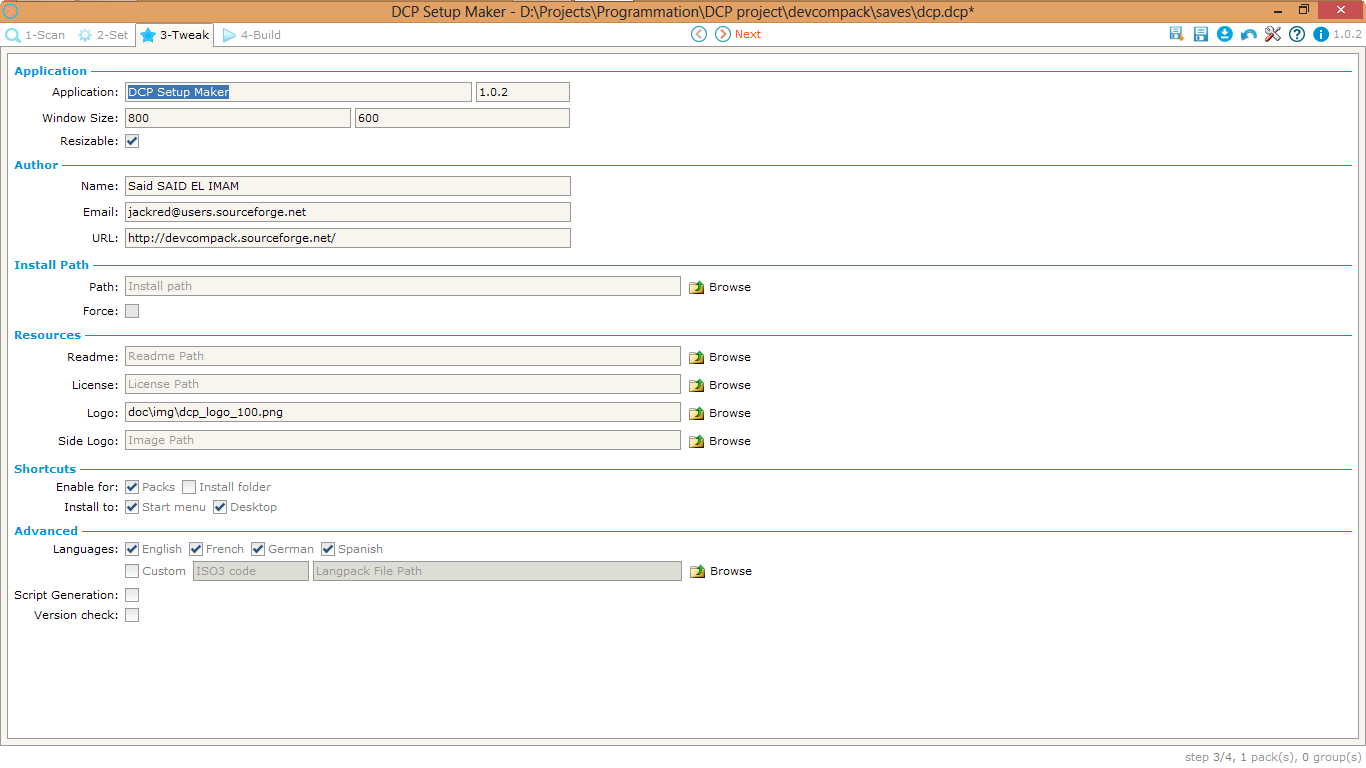 DCP Setup Maker - D:\Projects\Programmation\DCP project\devcompack\saves\dcp.dcp*
1-Scan 2-Set 3-Tweak 4-Build Next 1.0.2
Application
Application: DCP Setup Maker 1.0.2
Window Size: 800 600
Resizable:
Author
Name: Said SAID EL IMAM
Email: jackred@users.sourceforge.net
URL: http://devcompack.sourceforge.net/
Install Path
Path: Install path Browse
Force:
Resources
Readme: Readme Path Browse
License: License Path Browse
Logo: doc\img\dcp_logo_100.png Browse
Side Logo: Image Path Browse
Shortcuts
Enable for: Packs Install folder
Install to: Start menu Desktop
Advanced
Languages: English French German Spanish
Custom ISO3 code Langpack File Path Browse
Script Generation:
Version check:
step 3/4, 1 pack(s), 0 group(s)